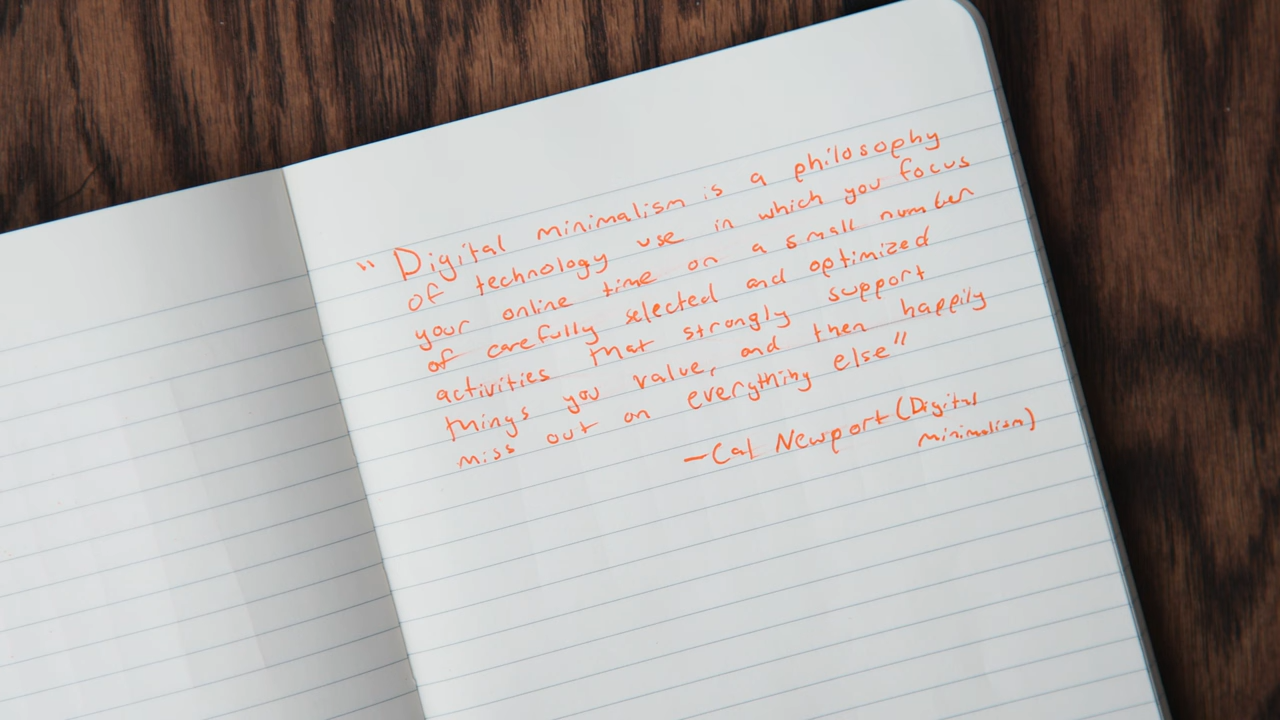 "Digital minimalism is a philosophy
of technology use in which you focus
your online time on a small number
of carefully selected and optimized
activities that strongly support
things you value, and then happily
miss out on everything else"
—Cal Newport (Digital
minimalism)